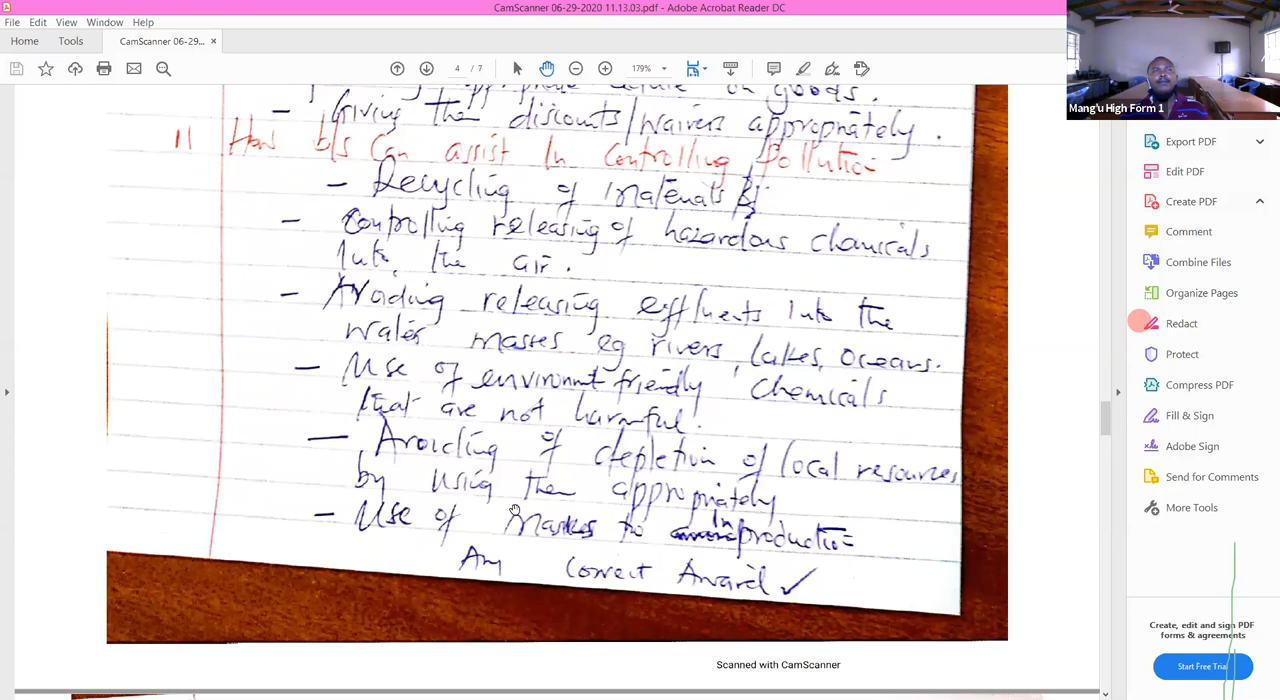 CamScanner 06-29-2020 11.13.03.pdf - Adobe Acrobat Reader DC
File Edit View Window Help
Home Tools CamScanner 06-29... ×
4 / 7 179%
Mang'u High Form 1
goods.
- Giving the discounts/waivers appropriately.
11 How b/s can assist in controlling pollution
- Recycling of materials
- Controlling releasing of hazardous chemicals
into the air.
- Avoiding releasing effluents into the
water masses eg rivers, lakes, oceans.
- Use of environmt friendly chemicals
that are not harmful.
- Avoiding of depletion of local resources
by using them appropriately
- Use of to in production
Any correct Award ✓
Scanned with CamScanner
Export PDF
Edit PDF
Create PDF
Comment
Combine Files
Organize Pages
Redact
Protect
Compress PDF
Fill & Sign
Adobe Sign
Send for Comments
More Tools
Create, edit and sign PDF
forms & agreements
Start Free Trial